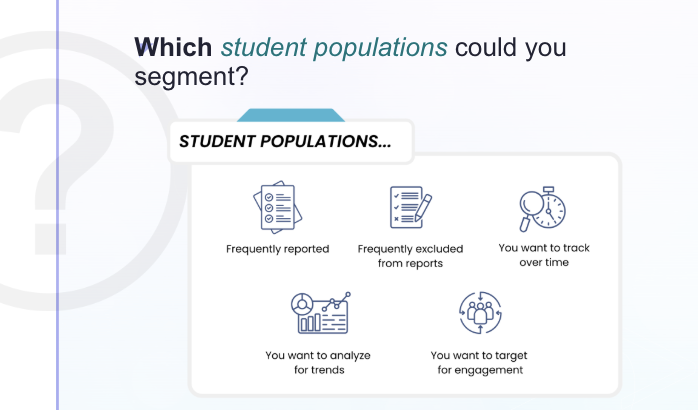 Which student populations could you
segment?
STUDENT POPULATIONS...
Frequently reported
Frequently excluded
from reports
You want to track
over time
You want to analyze
for trends
You want to target
for engagement